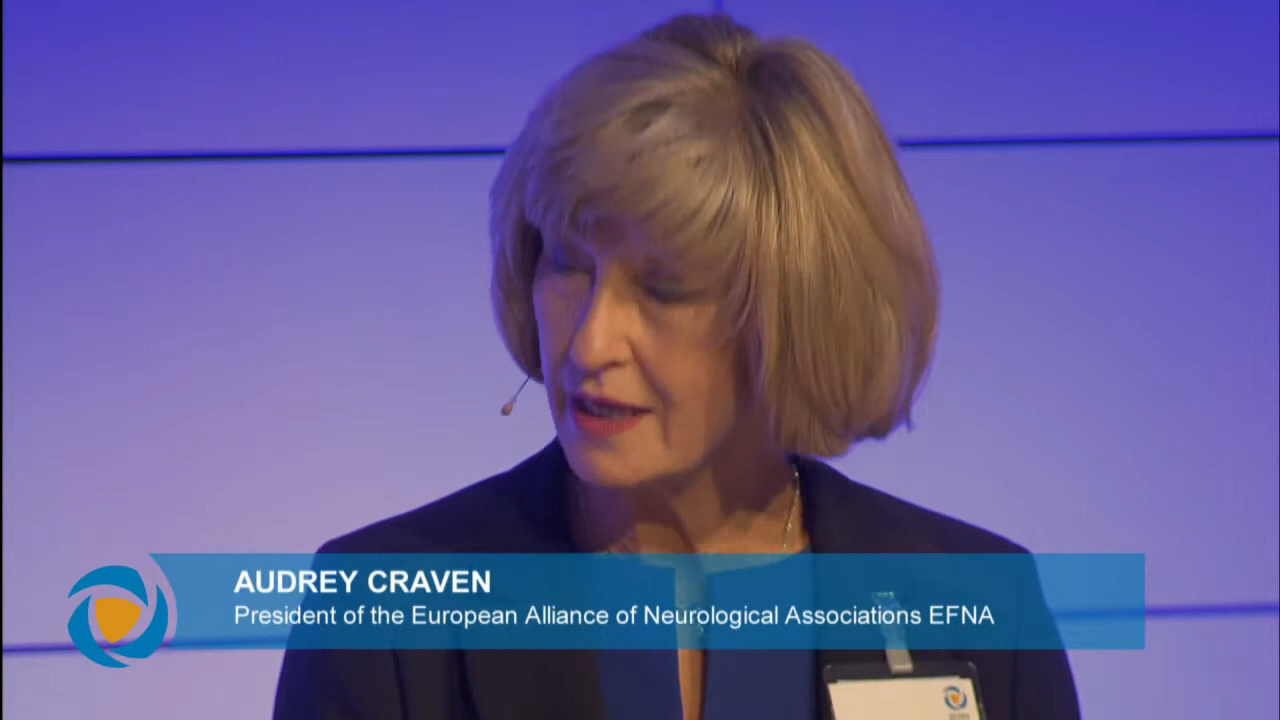 AUDREY CRAVEN
President of the European Alliance of Neurological Associations EFNA